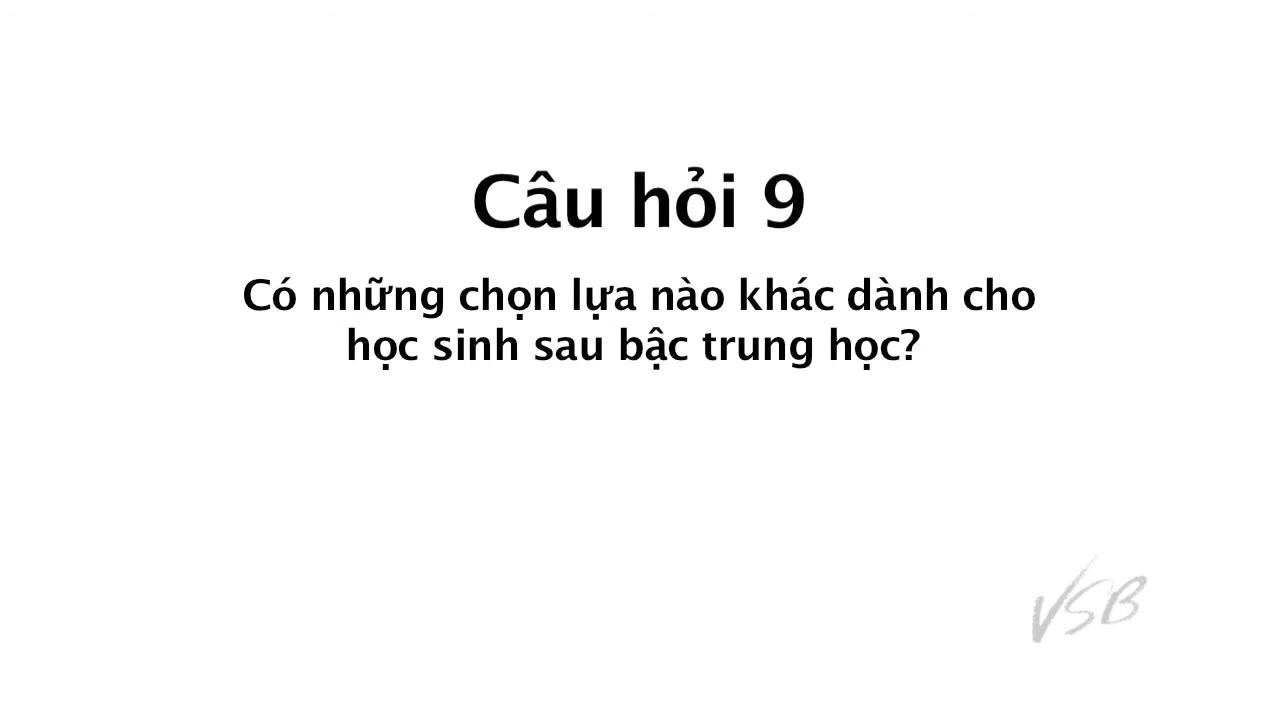 Câu hỏi 9
Có những chọn lựa nào khác dành cho
học sinh sau bậc trung học?
VSB